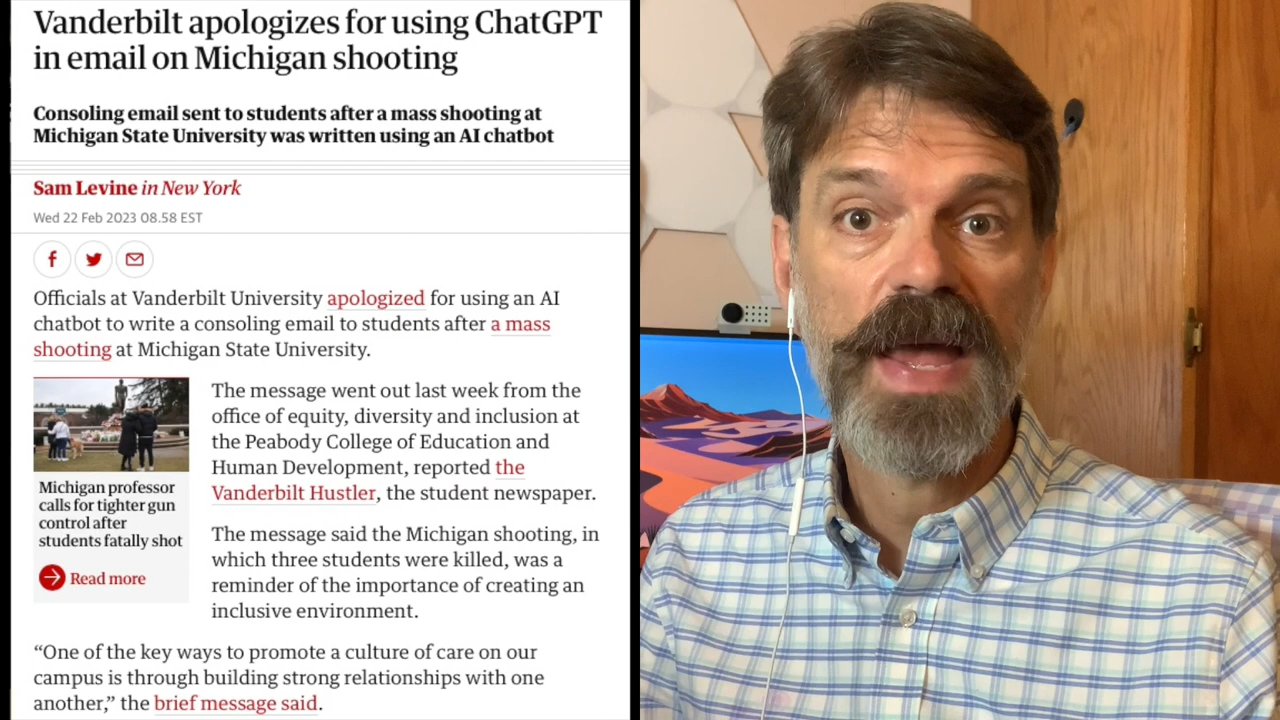 Vanderbilt apologizes for using ChatGPT
in email on Michigan shooting
Consoling email sent to students after a mass shooting at
Michigan State University was written using an AI chatbot
Sam Levine in New York
Wed 22 Feb 2023 08.58 EST
Officials at Vanderbilt University apologized for using an AI
chatbot to write a consoling email to students after a mass
shooting at Michigan State University.
Michigan professor
calls for tighter gun
control after
students fatally shot
Read more
The message went out last week from the
office of equity, diversity and inclusion at
the Peabody College of Education and
Human Development, reported the
Vanderbilt Hustler, the student newspaper.
The message said the Michigan shooting, in
which three students were killed, was a
reminder of the importance of creating an
inclusive environment.
“One of the key ways to promote a culture of care on our
campus is through building strong relationships with one
another,” the brief message said.